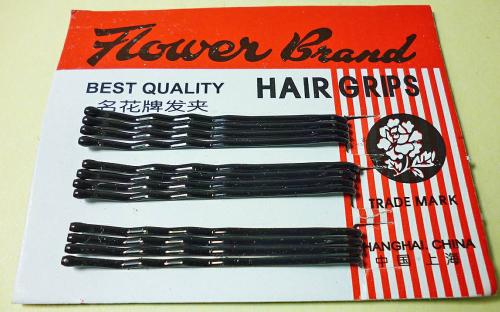 Flower Brand
BEST QUALITY
HAIR GRIPS
名花牌发夹
TRADE MARK
SHANGHAI, CHINA
中国 上海